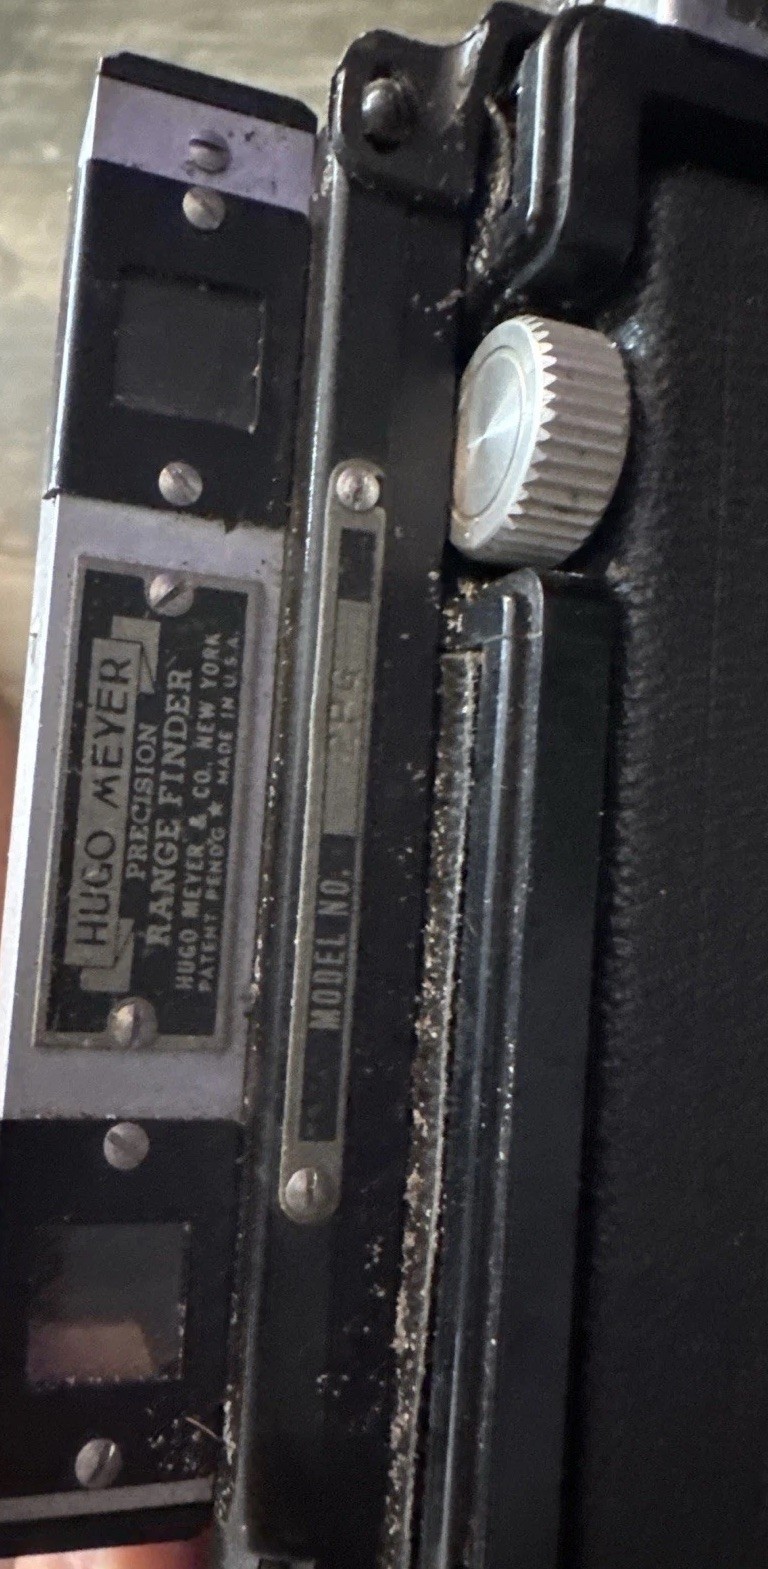 HUGO MEYER
PRECISION
RANGE FINDER
HUGO MEYER & CO. NEW YORK
PATENT PEND'G ★ MADE IN U.S.A.
MODEL NO.